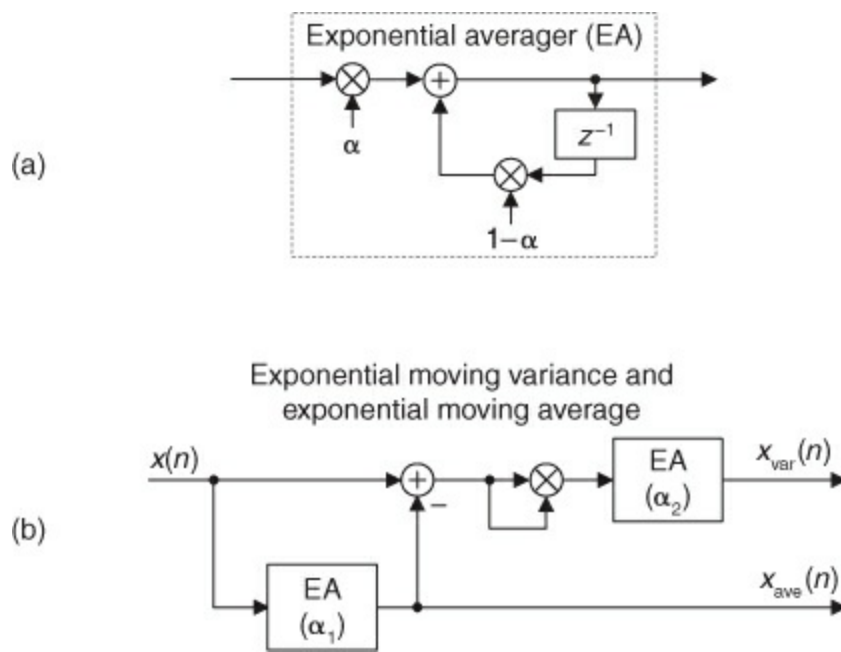 Exponential averager (EA)
α
z⁻¹
1−α
(a)
Exponential moving variance and
exponential moving average
x(n)
+
−
EA
(α₂)
x_var(n)
(b)
EA
(α₁)
x_ave(n)